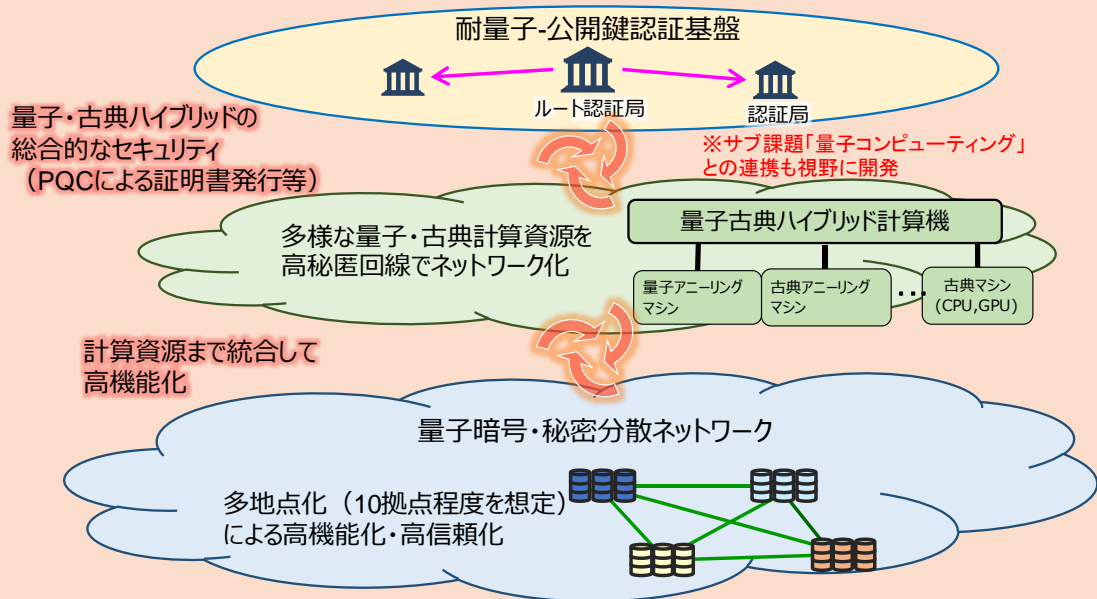 耐量子-公開鍵認証基盤
ルート認証局
認証局
量子・古典ハイブリッドの
総合的なセキュリティ
（PQCによる証明書発行等）
※サブ課題「量子コンピューティング」
との連携も視野に開発
多様な量子・古典計算資源を
高秘匿回線でネットワーク化
量子古典ハイブリッド計算機
量子アニーリング
マシン
古典アニーリング
マシン
…
古典マシン
(CPU,GPU)
計算資源まで統合して
高機能化
量子暗号・秘密分散ネットワーク
多地点化（10拠点程度を想定）
による高機能化・高信頼化